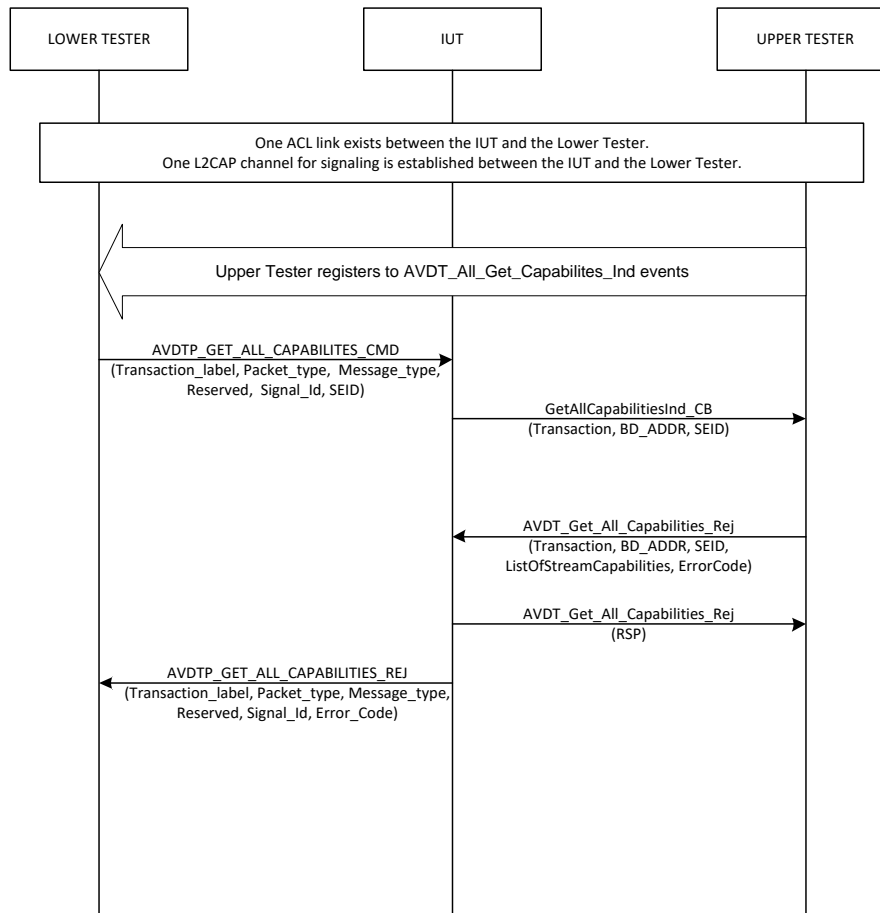 LOWER TESTER
IUT
UPPER TESTER
One ACL link exists between the IUT and the Lower Tester.
One L2CAP channel for signaling is established between the IUT and the Lower Tester.
Upper Tester registers to AVDT_All_Get_Capabilites_Ind events
AVDTP_GET_ALL_CAPABILITES_CMD
(Transaction_label, Packet_type, Message_type,
Reserved, Signal_Id, SEID)
GetAllCapabilitiesInd_CB
(Transaction, BD_ADDR, SEID)
AVDT_Get_All_Capabilities_Rej
(Transaction, BD_ADDR, SEID,
ListOfStreamCapabilities, ErrorCode)
AVDT_Get_All_Capabilities_Rej
(RSP)
AVDTP_GET_ALL_CAPABILITIES_REJ
(Transaction_label, Packet_type, Message_type,
Reserved, Signal_Id, Error_Code)